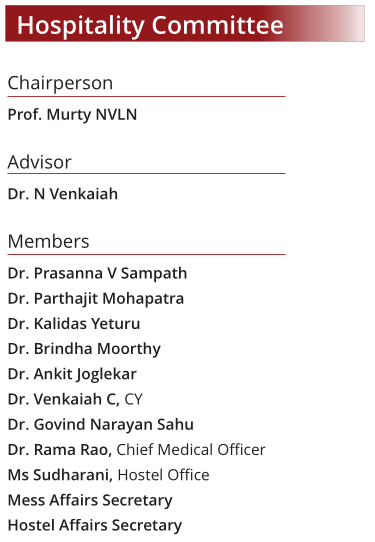 Hospitality Committee
Chairperson
Prof. Murty NVLN
Advisor
Dr. N Venkaiah
Members
Dr. Prasanna V Sampath
Dr. Parthajit Mohapatra
Dr. Kalidas Yeturu
Dr. Brindha Moorthy
Dr. Ankit Joglekar
Dr. Venkaiah C, CY
Dr. Govind Narayan Sahu
Dr. Rama Rao, Chief Medical Officer
Ms Sudharani, Hostel Office
Mess Affairs Secretary
Hostel Affairs Secretary